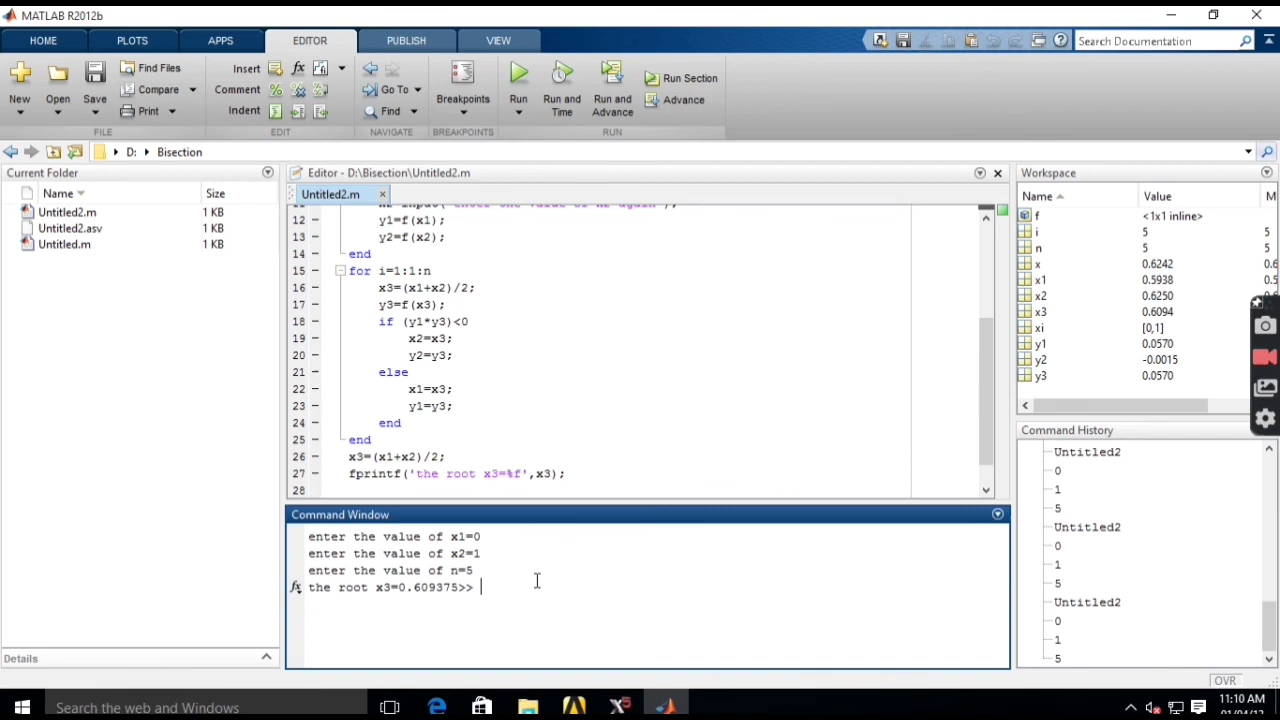 MATLAB R2012b
HOME PLOTS APPS EDITOR PUBLISH VIEW
Search Documentation
New Open Save Find Files Compare Print
Insert Comment Indent
Go To Find
Breakpoints
Run Run and Time Run and Advance Run Section Advance
FILE EDIT NAVIGATE BREAKPOINTS RUN
D: Bisection
Current Folder
Name Size
Untitled2.m 1 KB
Untitled2.asv 1 KB
Untitled.m 1 KB
Details
Editor - D:\Bisection\Untitled2.m
Untitled2.m
12 y1=f(x1);
13 y2=f(x2);
14 end
15 for i=1:1:n
16 x3=(x1+x2)/2;
17 y3=f(x3);
18 if (y1*y3)<0
19 x2=x3;
20 y2=y3;
21 else
22 x1=x3;
23 y1=y3;
24 end
25 end
26 x3=(x1+x2)/2;
27 fprintf('the root x3=%f',x3);
28
Command Window
enter the value of x1=0
enter the value of x2=1
enter the value of n=5
fx the root x3=0.609375>>
Workspace
Name Value M
f <1x1 inline>
i 5 5
n 5 5
x 0.6242 0.6
x1 0.5938 0.5
x2 0.6250
x3 0.6094
xi [0,1]
y1 0.0570
y2 -0.0015
y3 0.0570
Command History
Untitled2
0
1
5
Untitled2
0
1
5
Untitled2
0
1
5
OVR
Search the web and Windows
11:10 AM